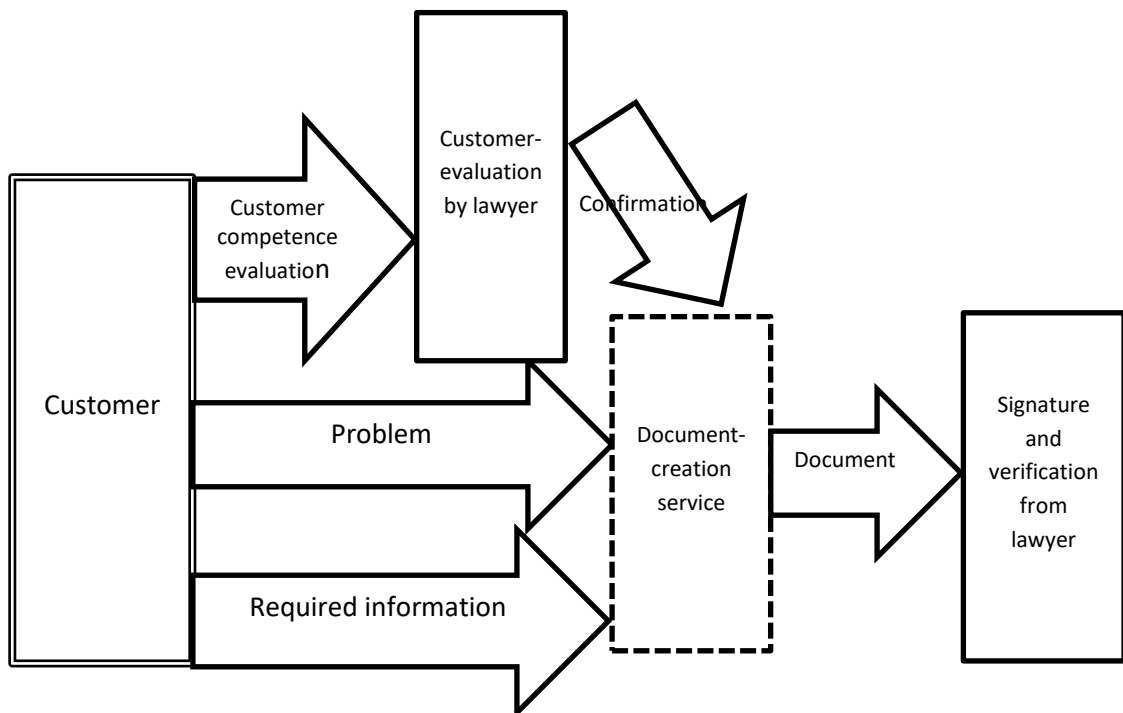 Customer-
evaluation
by lawyer
Confirmation
Customer
competence
evaluation
Customer
Problem
Required information
Document-
creation
service
Document
Signature
and
verification
from
lawyer